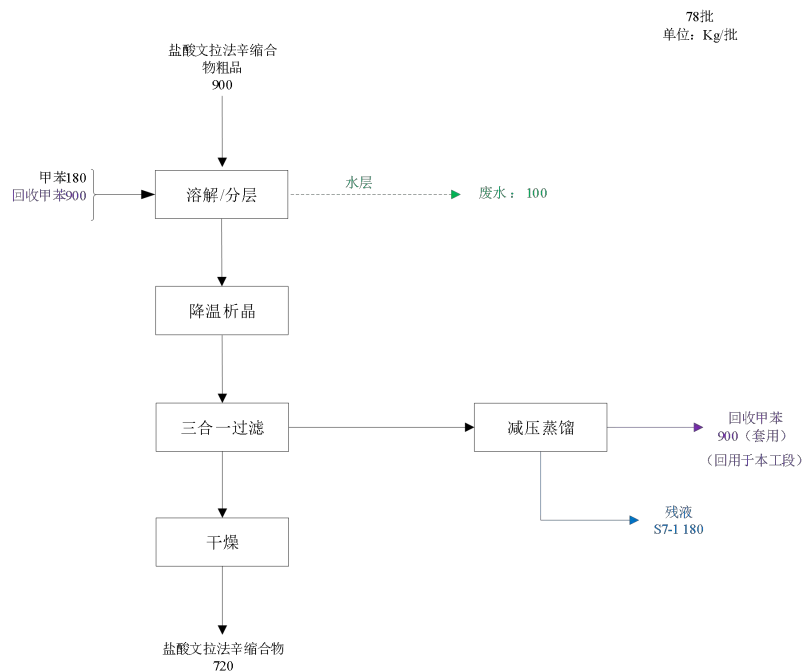 78批
单位：Kg/批
盐酸文拉法辛缩合
物粗品
900
甲苯180
回收甲苯900
溶解/分层
水层
废水： 100
降温析晶
三合一过滤
减压蒸馏
回收甲苯
900（套用）
（回用于本工段）
残液
S7-1 180
干燥
盐酸文拉法辛缩合物
720